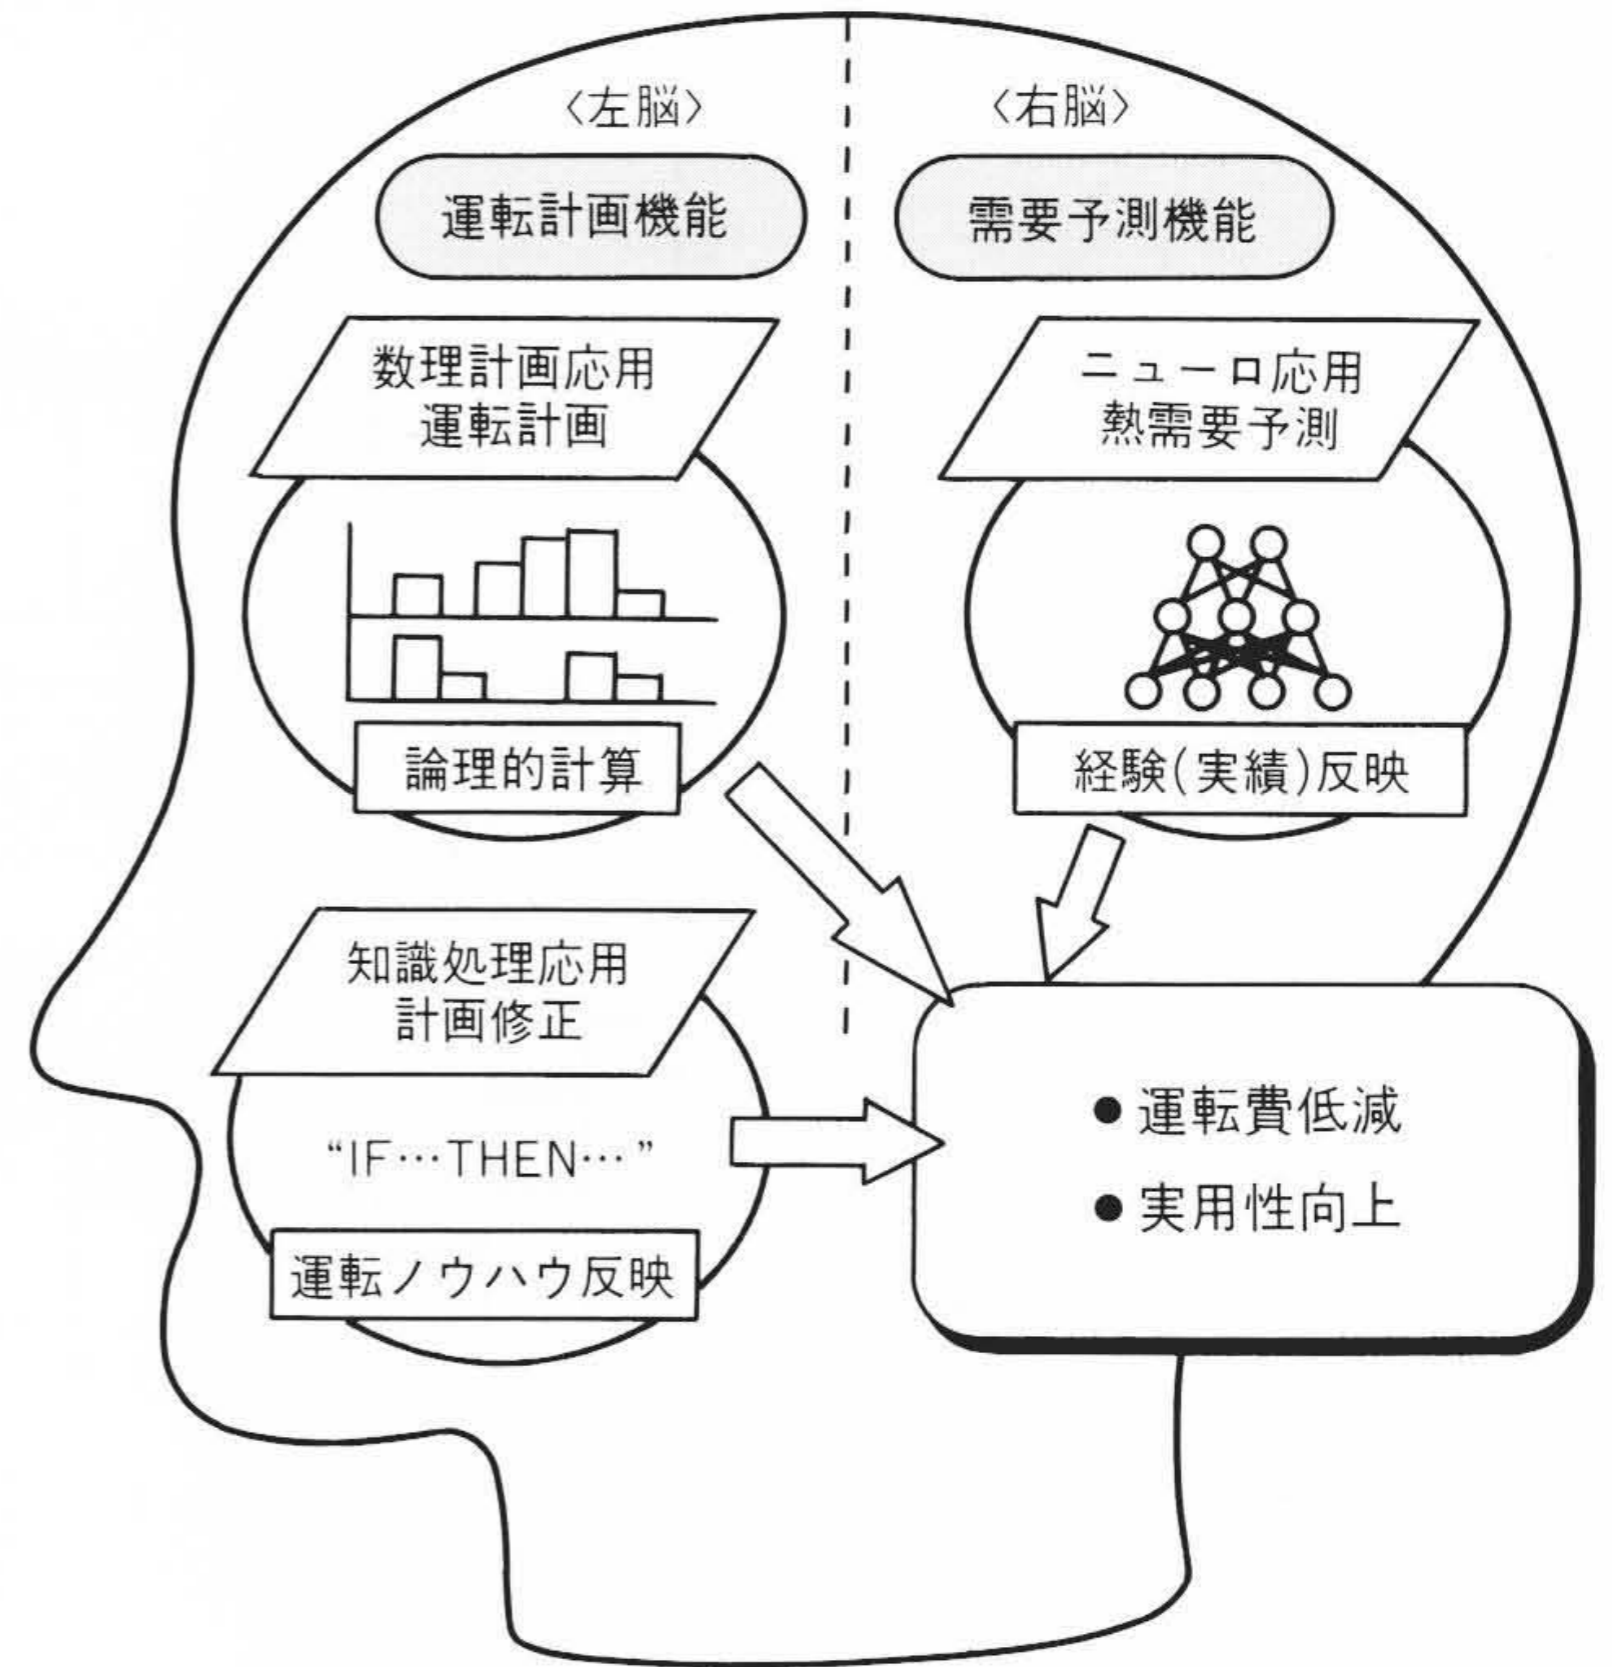 〈左脳〉
〈右脳〉
運転計画機能
需要予測機能
数理計画応用
運転計画
ニューロ応用
熱需要予測
論理的計算
経験(実績)反映
知識処理応用
計画修正
“IF…THEN…”
運転ノウハウ反映
● 運転費低減
● 実用性向上